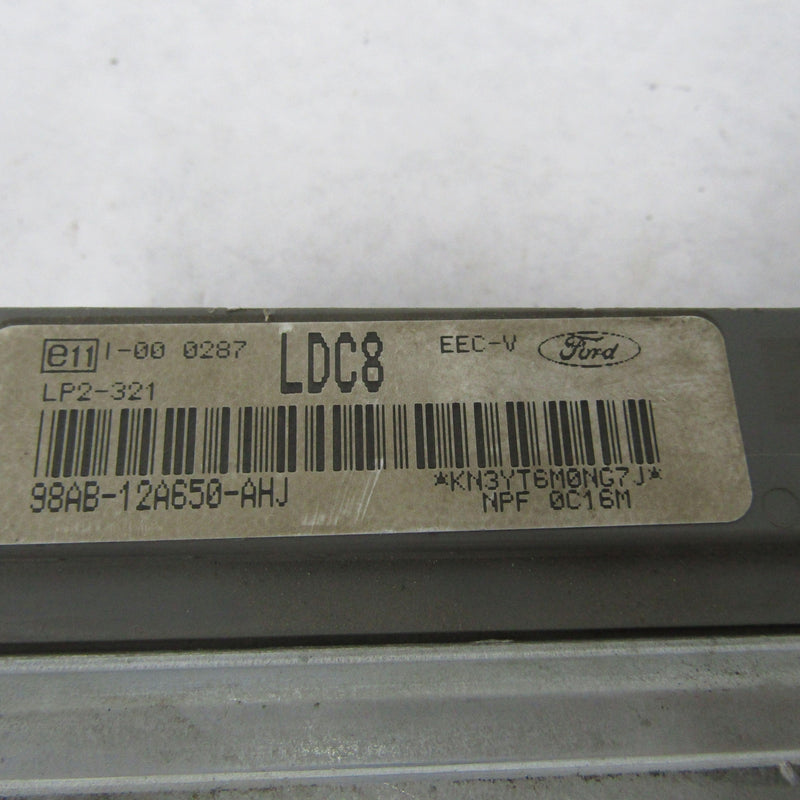 e11 I-00 0287 LDC8 EEC-V Ford
LP2-321
98AB-12A650-AHJ *KN3YT6M0NG7J*
NPF 0C16M